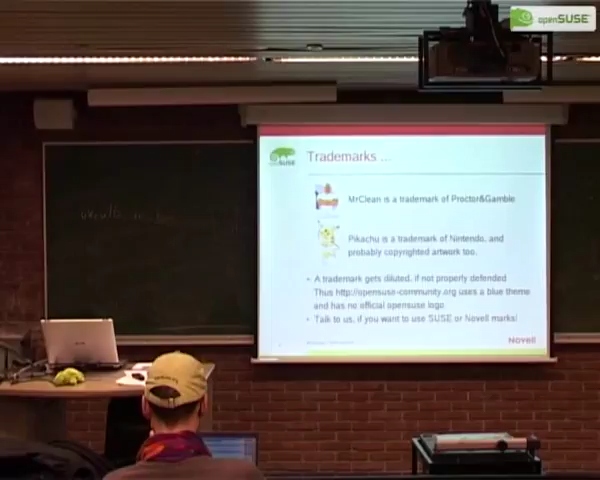 openSUSE
Trademarks ...
MrClean is a trademark of Proctor&Gamble
Pikachu is a trademark of Nintendo, and
probably copyrighted artwork too.
• A trademark gets diluted, if not properly defended
Thus http://opensuse-community.org uses a blue theme
and has no official opensuse logo
• Talk to us, if you want to use SUSE or Novell marks!
Novell